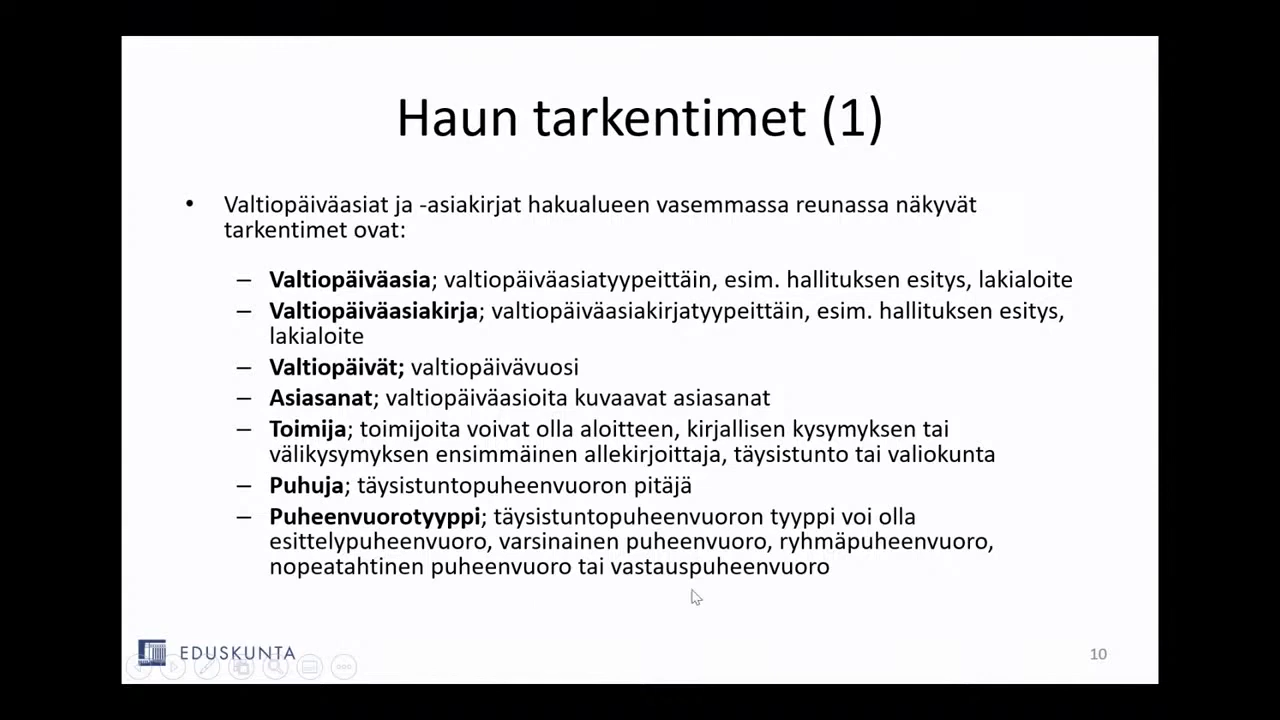 Haun tarkentimet (1)
• Valtiopäiväasiat ja -asiakirjat hakualueen vasemmassa reunassa näkyvät
tarkentimet ovat:
– Valtiopäiväasia; valtiopäiväasiatyypeittäin, esim. hallituksen esitys, lakialoite
– Valtiopäiväasiakirja; valtiopäiväasiakirjatyypeittäin, esim. hallituksen esitys,
lakialoite
– Valtiopäivät; valtiopäivävuosi
– Asiasanat; valtiopäiväasioita kuvaavat asiasanat
– Toimija; toimijoita voivat olla aloitteen, kirjallisen kysymyksen tai
välikysymyksen ensimmäinen allekirjoittaja, täysistunto tai valiokunta
– Puhuja; täysistuntopuheenvuoron pitäjä
– Puheenvuorotyyppi; täysistuntopuheenvuoron tyyppi voi olla
esittelypuheenvuoro, varsinainen puheenvuoro, ryhmäpuheenvuoro,
nopeatahtinen puheenvuoro tai vastauspuheenvuoro
EDUSKUNTA
10